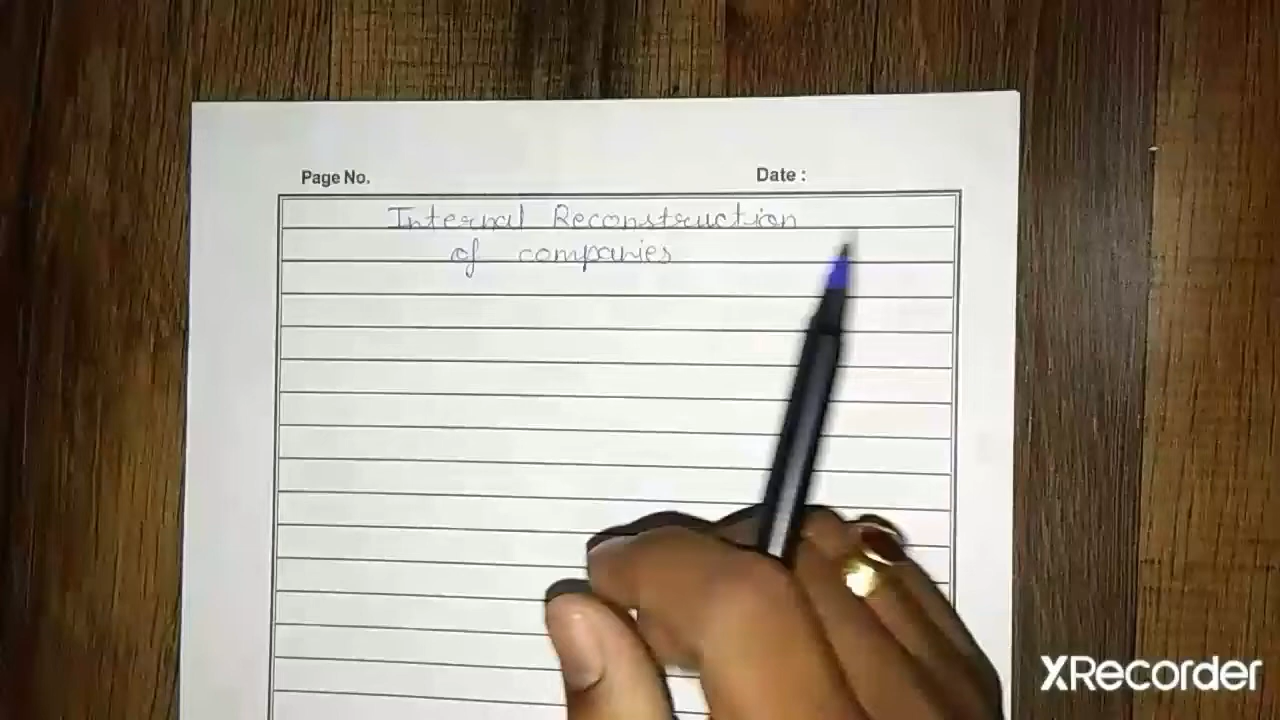 Page No. Date :
Internal Reconstruction
of companies
XRecorder